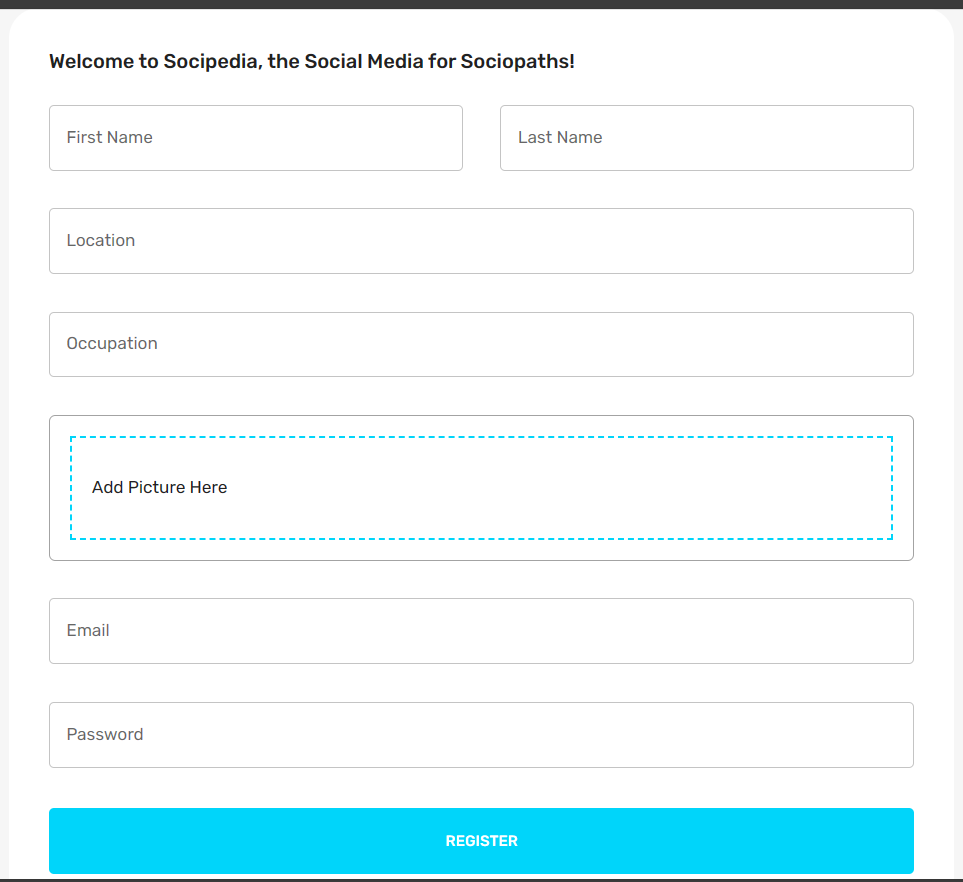 Welcome to Socipedia, the Social Media for Sociopaths!
First Name
Last Name
Location
Occupation
Add Picture Here
Email
Password
REGISTER